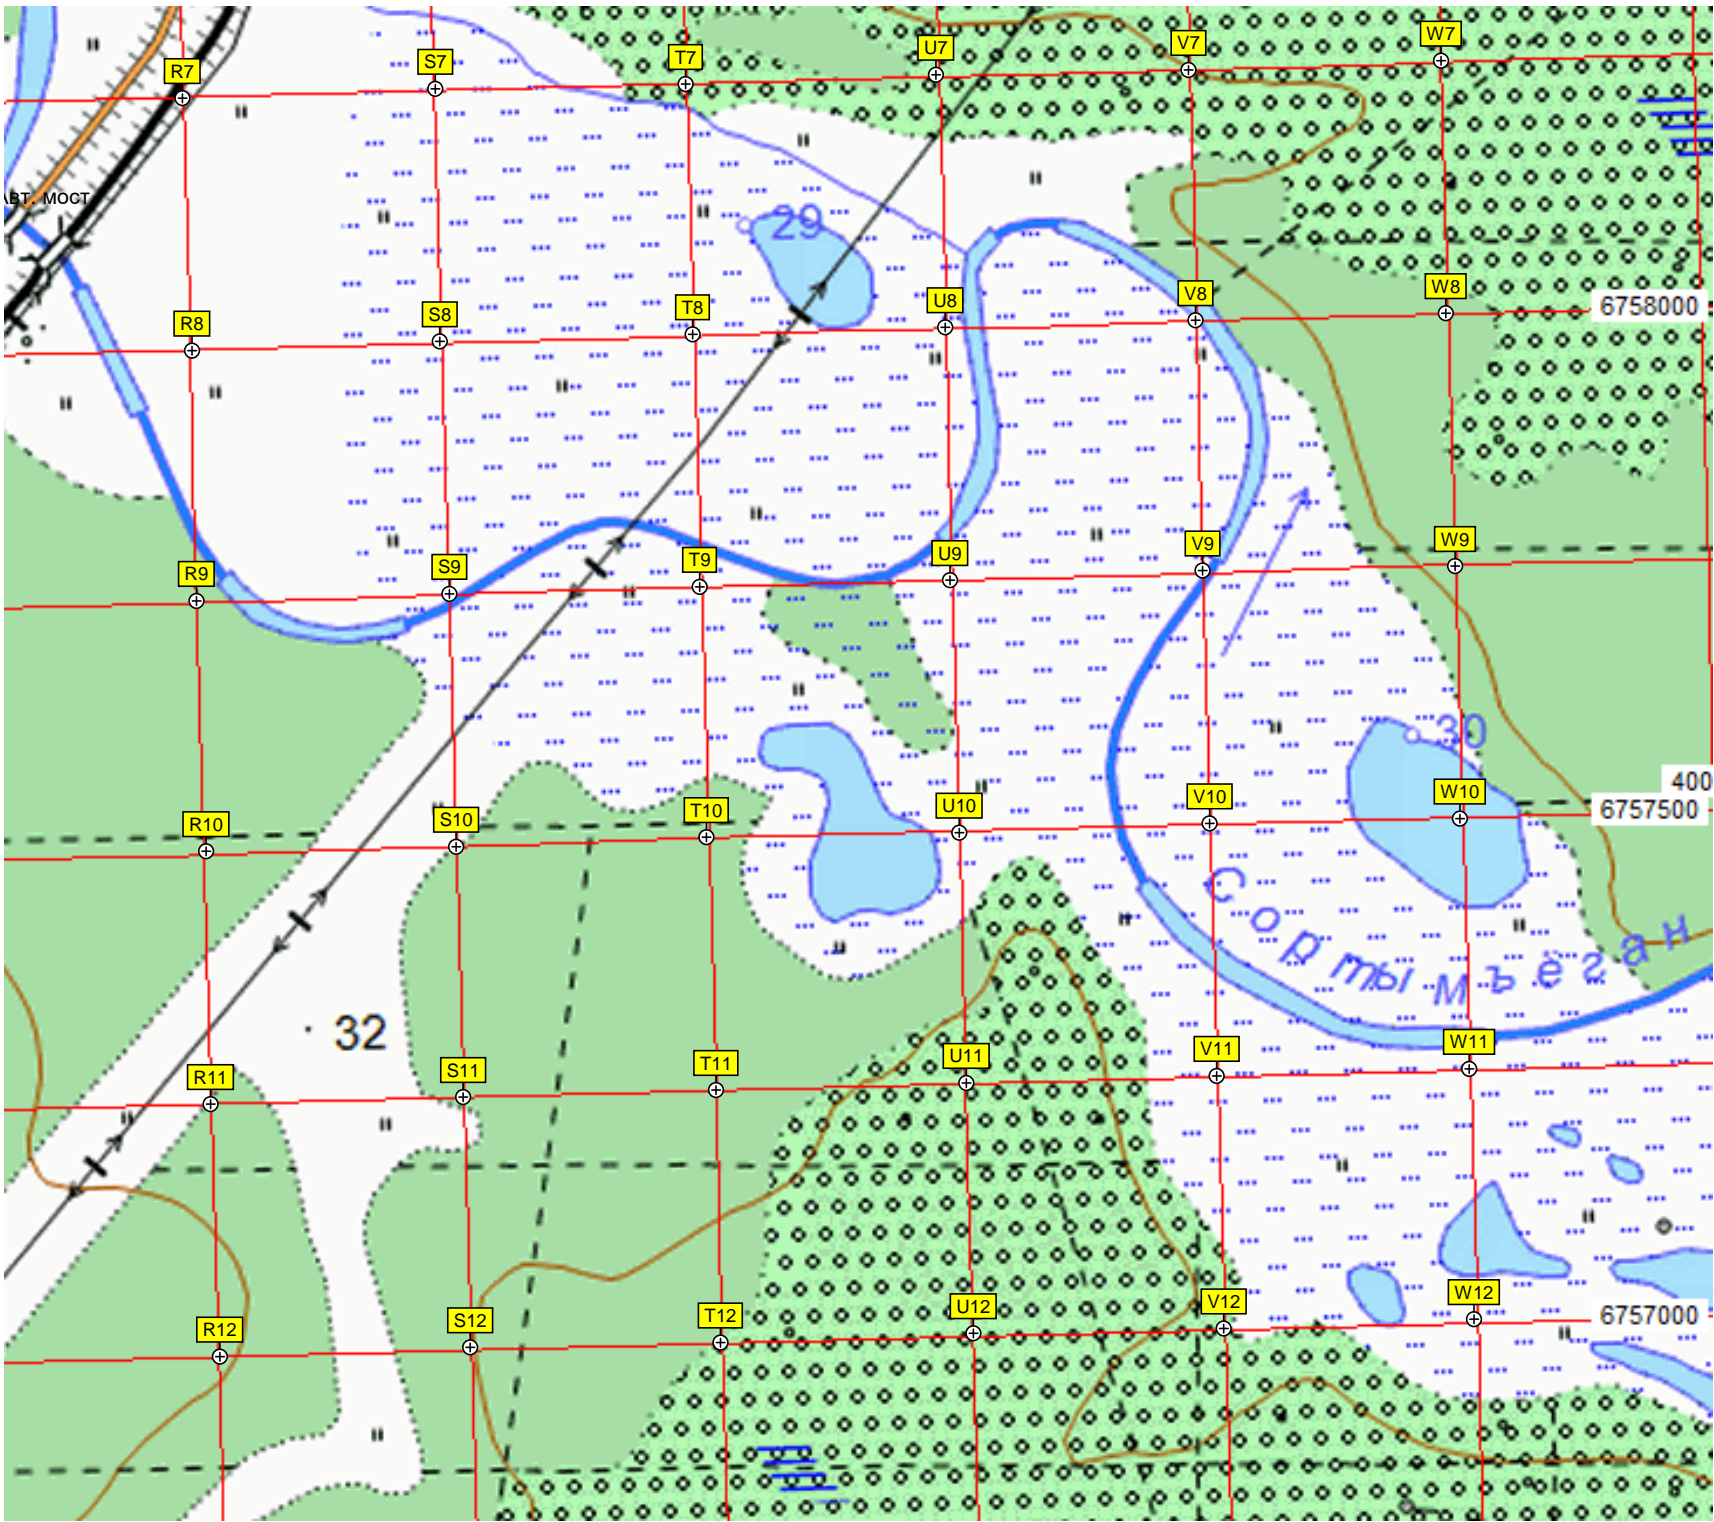 R7 S7 T7 U7 V7 W7
АВТ. МОСТ
29
R8 S8 T8 U8 V8 W8
6758000
R9 S9 T9 U9 V9 W9
30
400
R10 S10 T10 U10 V10 W10
6757500
Сортымъёган
32
R11 S11 T11 U11 V11 W11
R12 S12 T12 U12 V12 W12
6757000